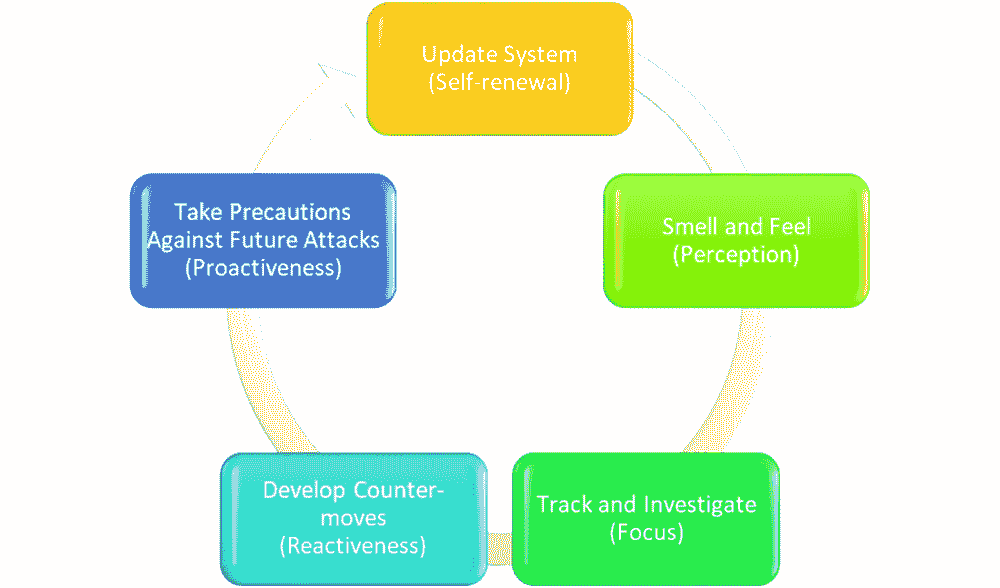 Update System
(Self-renewal)
Smell and Feel
(Perception)
Track and Investigate
(Focus)
Develop Counter-
moves
(Reactiveness)
Take Precautions
Against Future Attacks
(Proactiveness)